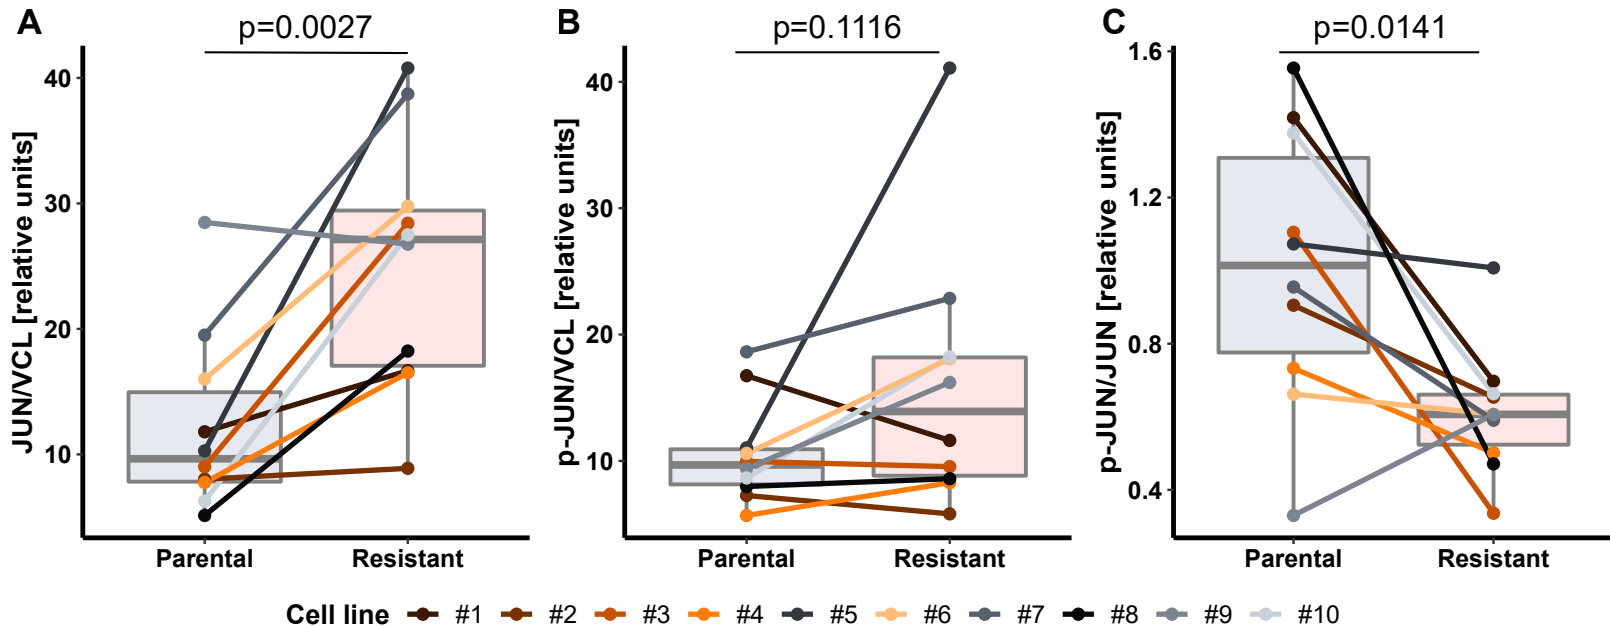 A
p=0.0027
JUN/VCL [relative units]
40
30
20
10
Parental
Resistant
B
p=0.1116
p-JUN/VCL [relative units]
40
30
20
10
Parental
Resistant
C
p=0.0141
p-JUN/JUN [relative units]
1.6
1.2
0.8
0.4
Parental
Resistant
Cell line #1 #2 #3 #4 #5 #6 #7 #8 #9 #10